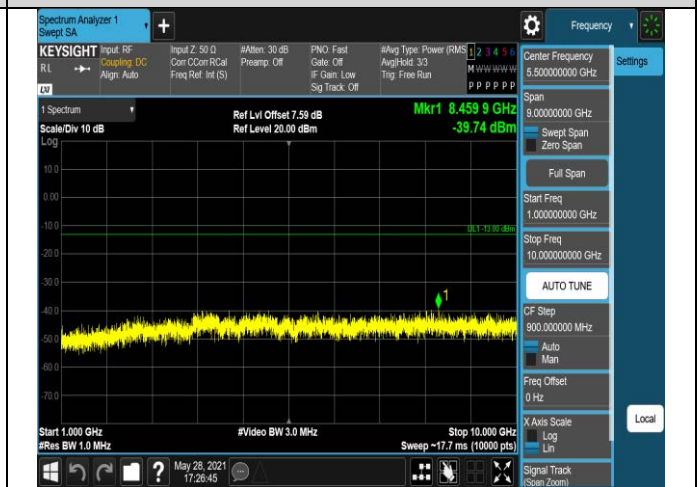 Spectrum Analyzer 1
Swept SA
Frequency
KEYSIGHT
RL
LXI
Input: RF
Coupling: DC
Align: Auto
Input Z: 50 Ω
Corr CCorr RCal
Freq Ref: Int (S)
#Atten: 30 dB
Preamp: Off
PNO: Fast
Gate: Off
IF Gain: Low
Sig Track: Off
#Avg Type: Power (RMS
Avg|Hold: 3/3
Trig: Free Run
1 2 3 4 5 6
M W W W W W
P P P P P P
Center Frequency
5.500000000 GHz
Settings
Span
9.00000000 GHz
Swept Span
Zero Span
Full Span
Start Freq
1.000000000 GHz
Stop Freq
10.000000000 GHz
AUTO TUNE
CF Step
900.000000 MHz
Auto
Man
Freq Offset
0 Hz
X Axis Scale
Log
Lin
Signal Track
(Span Zoom)
Local
1 Spectrum
Scale/Div 10 dB
Log
Ref Lvl Offset 7.59 dB
Ref Level 20.00 dBm
Mkr1 8.459 9 GHz
-39.74 dBm
10.0
0.00
-10.0
-20.0
-30.0
-40.0
-50.0
-60.0
-70.0
DL1 -13.00 dBm
1
Start 1.000 GHz
#Res BW 1.0 MHz
#Video BW 3.0 MHz
Stop 10.000 GHz
Sweep ~17.7 ms (10000 pts)
?
May 28, 2021
17:26:45